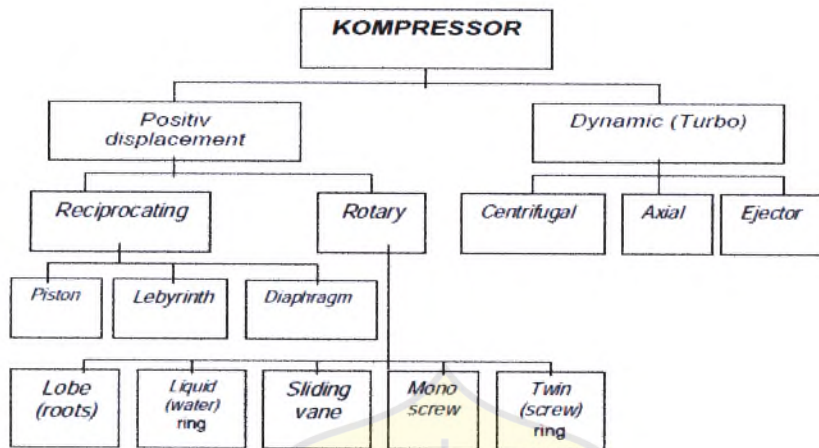 KOMPRESSOR
Positiv
displacement
Dynamic (Turbo)
Reciprocating
Rotary
Centrifugal
Axial
Ejector
Piston
Lebyrinth
Diaphragm
Lobe
(roots)
Liquid
(water)
ring
Sliding
vane
Mono
screw
Twin
(screw)
ring